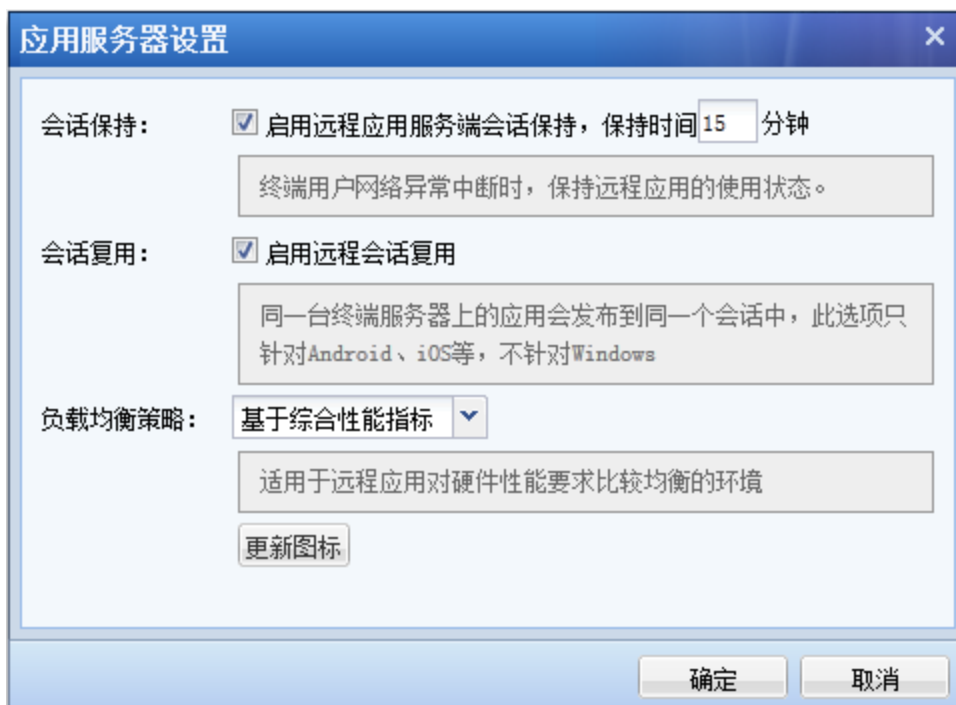 应用服务器设置
会话保持： 启用远程应用服务端会话保持，保持时间15 分钟
终端用户网络异常中断时，保持远程应用的使用状态。
会话复用： 启用远程会话复用
同一台终端服务器上的应用会发布到同一个会话中，此选项只
针对Android、iOS等，不针对Windows
负载均衡策略： 基于综合性能指标
适用于远程应用对硬件性能要求比较均衡的环境
更新图标
确定 取消